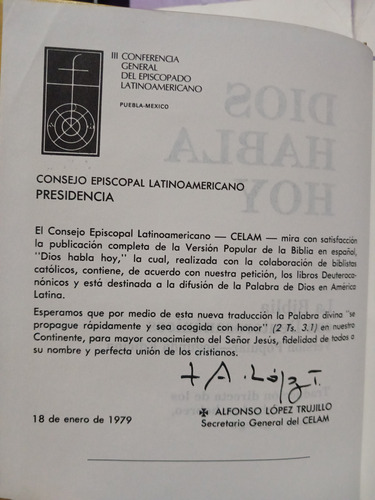 III CONFERENCIA
GENERAL
DEL EPISCOPADO
LATINOAMERICANO
PUEBLA-MEXICO
DIOS
HABLA
HOY
CONSEJO EPISCOPAL LATINOAMERICANO
PRESIDENCIA
El Consejo Episcopal Latinoamericano — CELAM — mira con satisfacción
la publicación completa de la Versión Popular de la Biblia en español,
"Dios habla hoy," la cual, realizada con la colaboración de biblistas
católicos, contiene, de acuerdo con nuestra petición, los libros Deuteroca-
nónicos y está destinada a la difusión de la Palabra de Dios en América
Latina.
La Biblia
Esperamos que por medio de esta nueva traducción la Palabra divina "se
propague rápidamente y sea acogida con honor" (2 Ts. 3.1) en nuestro
Continente, para mayor conocimiento del Señor Jesús, fidelidad de todos a
su nombre y perfecta unión de los cristianos.
+ A. López T.
18 de enero de 1979
ALFONSO LÓPEZ TRUJILLO
Secretario General del CELAM